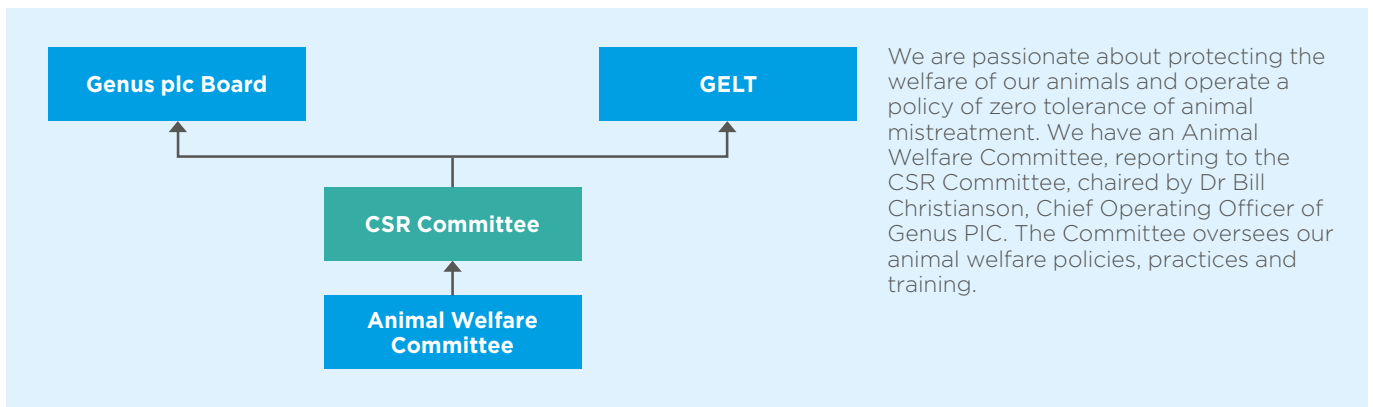 Genus plc Board
GELT
CSR Committee
Animal Welfare
Committee
We are passionate about protecting the
welfare of our animals and operate a
policy of zero tolerance of animal
mistreatment. We have an Animal
Welfare Committee, reporting to the
CSR Committee, chaired by Dr Bill
Christianson, Chief Operating Officer of
Genus PIC. The Committee oversees our
animal welfare policies, practices and
training.